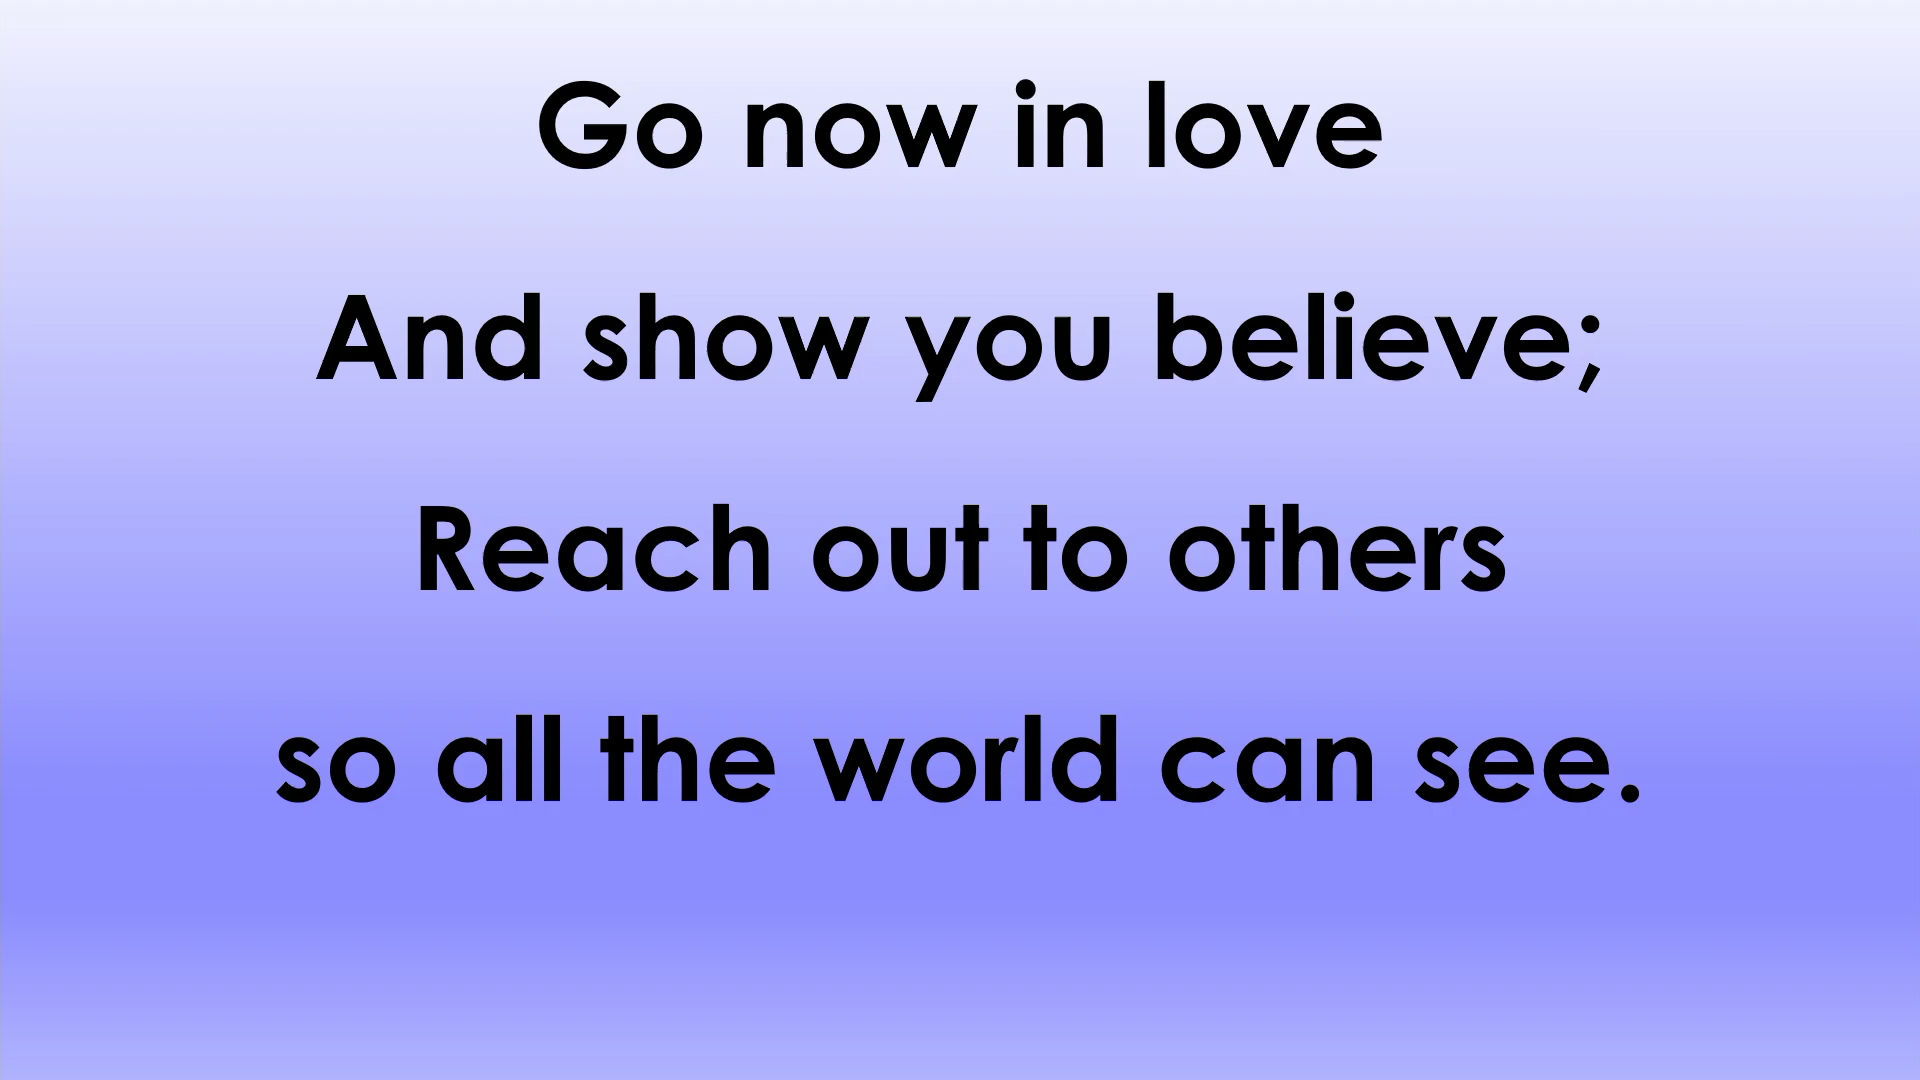 Go now in love
And show you believe;
Reach out to others
so all the world can see.